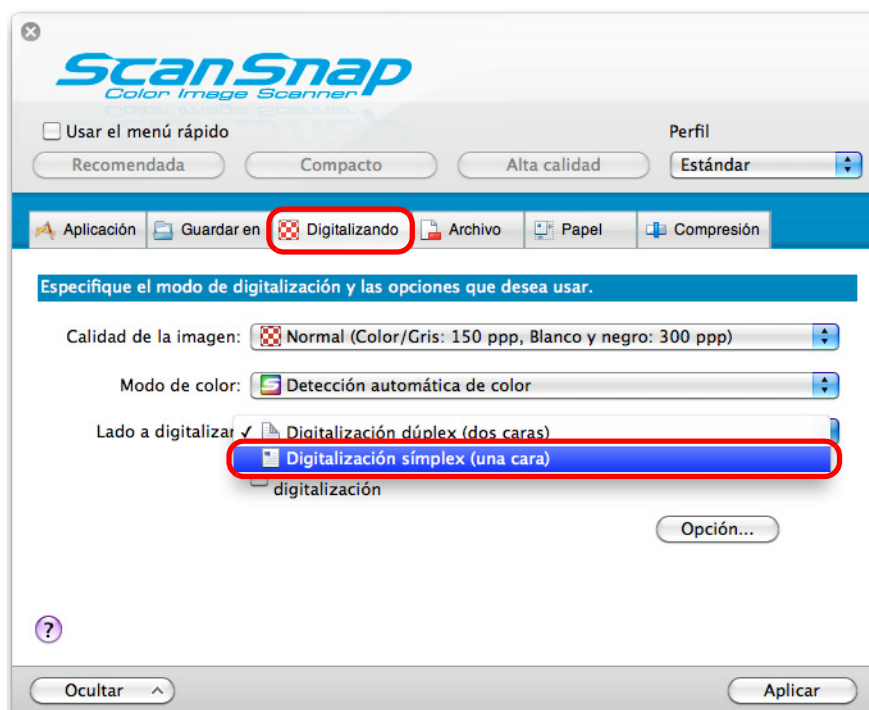 ScanSnap
Color Image Scanner
Usar el menú rápido
Perfil
Recomendada Compacto Alta calidad Estándar
Aplicación Guardar en Digitalizando Archivo Papel Compresión
Especifique el modo de digitalización y las opciones que desea usar.
Calidad de la imagen: Normal (Color/Gris: 150 ppp, Blanco y negro: 300 ppp)
Modo de color: Detección automática de color
Lado a digitalizar ✓ Digitalización dúplex (dos caras)
Digitalización símplex (una cara)
digitalización
Opción...
?
Ocultar Aplicar